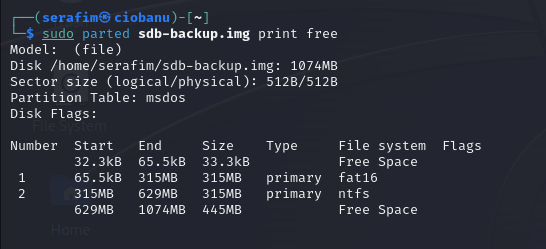 ┌──(serafim㉿ciobanu)-[~]
└─$ sudo parted sdb-backup.img print free
Model:  (file)
Disk /home/serafim/sdb-backup.img: 1074MB
Sector size (logical/physical): 512B/512B
Partition Table: msdos
Disk Flags:
File System
Number  Start   End     Size    Type     File system  Flags
        32.3kB  65.5kB  33.3kB           Free Space
 1      65.5kB  315MB   315MB   primary  fat16
 2      315MB   629MB   315MB   primary  ntfs
        629MB   1074MB  445MB            Free Space
Home